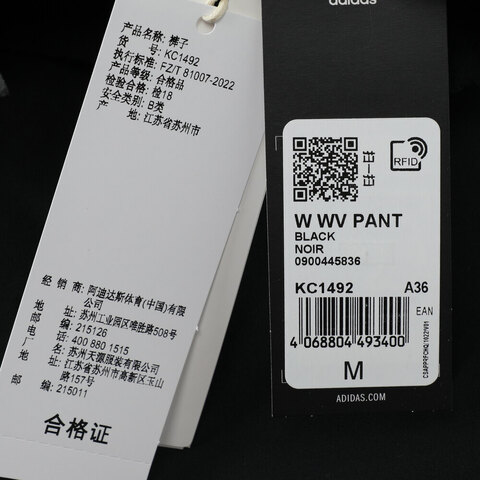 产品名称: 裤子
货 号: KC1492
执行标准: FZ/T 81007-2022
产品等级: 合格品
检验合格: 检18
安全类别: B类
产 地: 江苏省苏州市
经 销 商: 阿迪达斯体育(中国)有限
公司
地 址: 苏州工业园区唯胜路508号
邮 编: 215126
电 话: 400 880 1515
苏州天源服装有限公司
地 址: 江苏省苏州市高新区玉山
路157号
邮 编: 215011
合格证
adidas
RFID
W WV PANT
BLACK
NOIR
0900445836
KC1492 A36
EAN
4 068804 493400
M
ADIDAS.COM